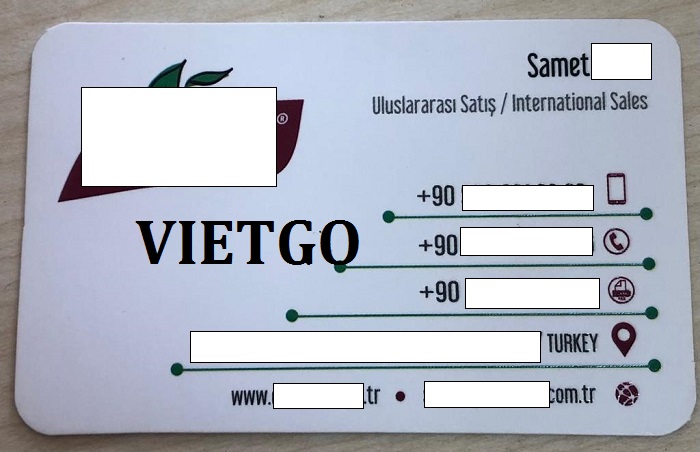 Samet
Uluslararası Satış / International Sales
®
+90
VIETGO
+90
+90
/ TURKEY
www. .tr • com.tr